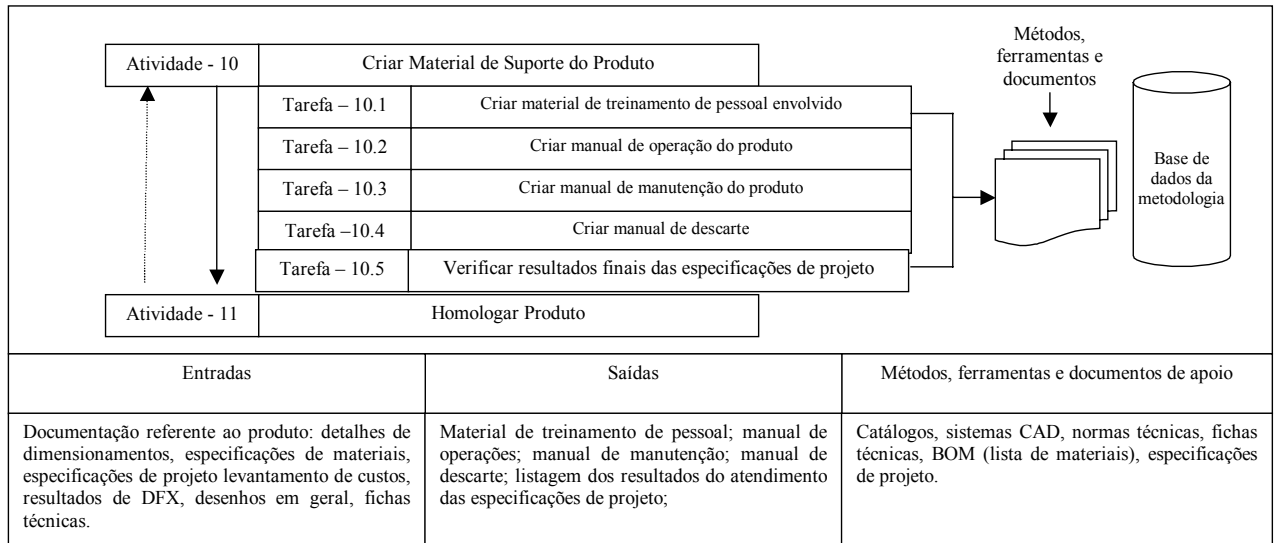 Métodos,
ferramentas e
documentos
Atividade - 10
Criar Material de Suporte do Produto
Tarefa – 10.1
Criar material de treinamento de pessoal envolvido
Tarefa – 10.2
Criar manual de operação do produto
Tarefa – 10.3
Criar manual de manutenção do produto
Tarefa –10.4
Criar manual de descarte
Tarefa – 10.5
Verificar resultados finais das especificações de projeto
Atividade - 11
Homologar Produto
Base de
dados da
metodologia
Entradas
Saídas
Métodos, ferramentas e documentos de apoio
Documentação referente ao produto: detalhes de
dimensionamentos, especificações de materiais,
especificações de projeto levantamento de custos,
resultados de DFX, desenhos em geral, fichas
técnicas.
Material de treinamento de pessoal; manual de
operações; manual de manutenção; manual de
descarte; listagem dos resultados do atendimento
das especificações de projeto;
Catálogos, sistemas CAD, normas técnicas, fichas
técnicas, BOM (lista de materiais), especificações
de projeto.